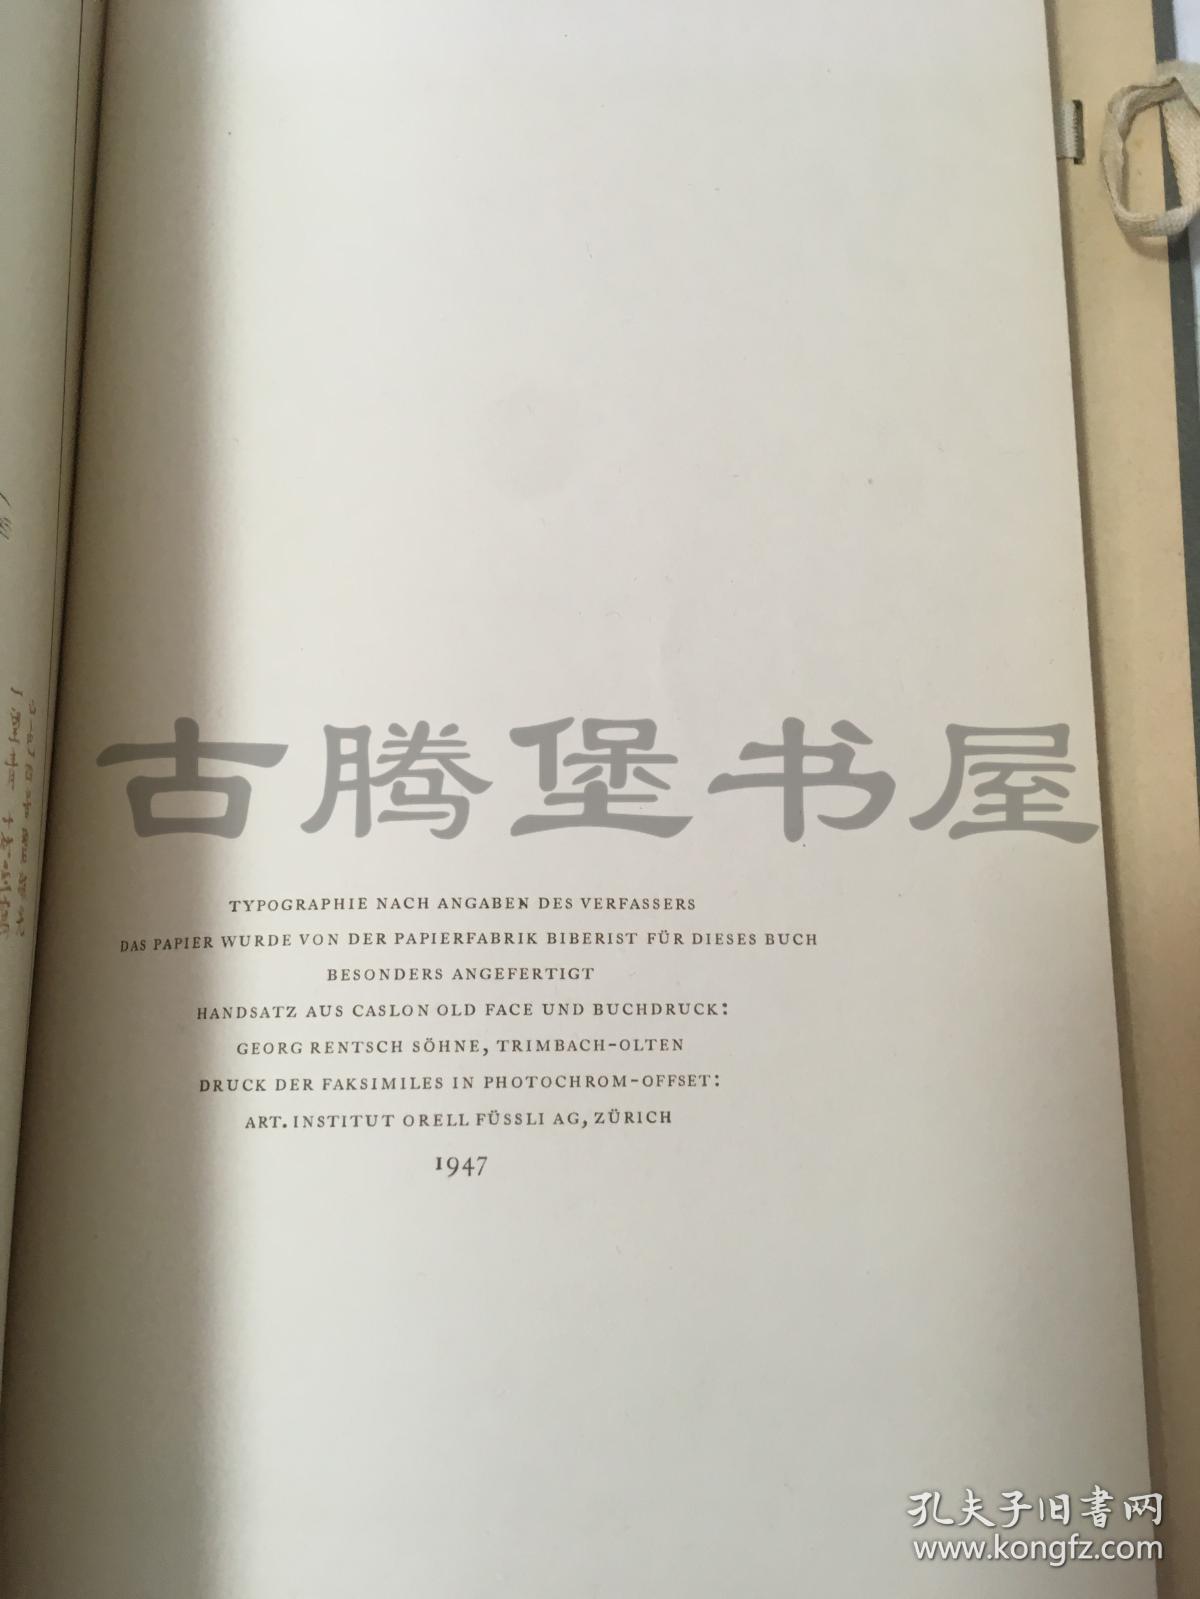 古腾堡书屋
TYPOGRAPHIE NACH ANGABEN DES VERFASSERS
DAS PAPIER WURDE VON DER PAPIERFABRIK BIBERIST FÜR DIESES BUCH
BESONDERS ANGEFERTIGT
HANDSATZ AUS CASLON OLD FACE UND BUCHDRUCK:
GEORG RENTSCH SÖHNE, TRIMBACH-OLTEN
DRUCK DER FAKSIMILES IN PHOTOCHROM-OFFSET:
ART. INSTITUT ORELL FÜSSLI AG, ZÜRICH
1947
孔夫子旧书网
www.kongfz.com